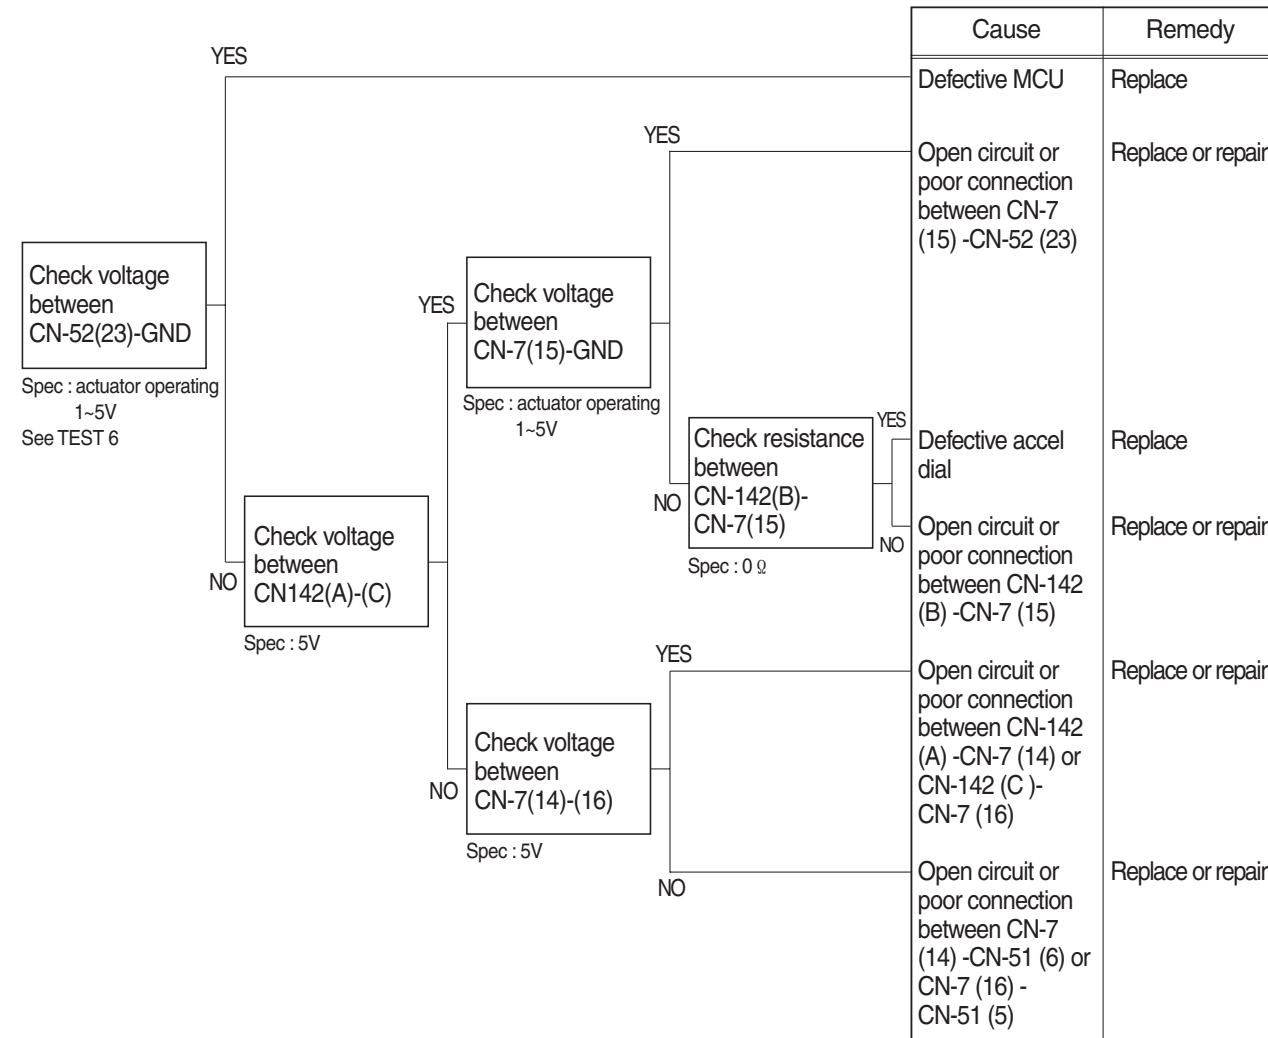 Cause
Remedy
YES
Defective MCU
Replace
YES
Open circuit or
poor connection
between CN-7
(15) -CN-52 (23)
Replace or repair
Check voltage
between
CN-52(23)-GND
Spec : actuator operating
1~5V
See TEST 6
YES
Check voltage
between
CN-7(15)-GND
Spec : actuator operating
1~5V
NO
Check resistance
between
CN-142(B)-
CN-7(15)
Spec : 0 Ω
YES
Defective accel
dial
Replace
NO
Open circuit or
poor connection
between CN-142
(B) -CN-7 (15)
Replace or repair
NO
Check voltage
between
CN142(A)-(C)
Spec : 5V
YES
Open circuit or
poor connection
between CN-142
(A) -CN-7 (14) or
CN-142 (C )-
CN-7 (16)
Replace or repair
NO
Check voltage
between
CN-7(14)-(16)
Spec : 5V
NO
Open circuit or
poor connection
between CN-7
(14) -CN-51 (6) or
CN-7 (16) -
CN-51 (5)
Replace or repair